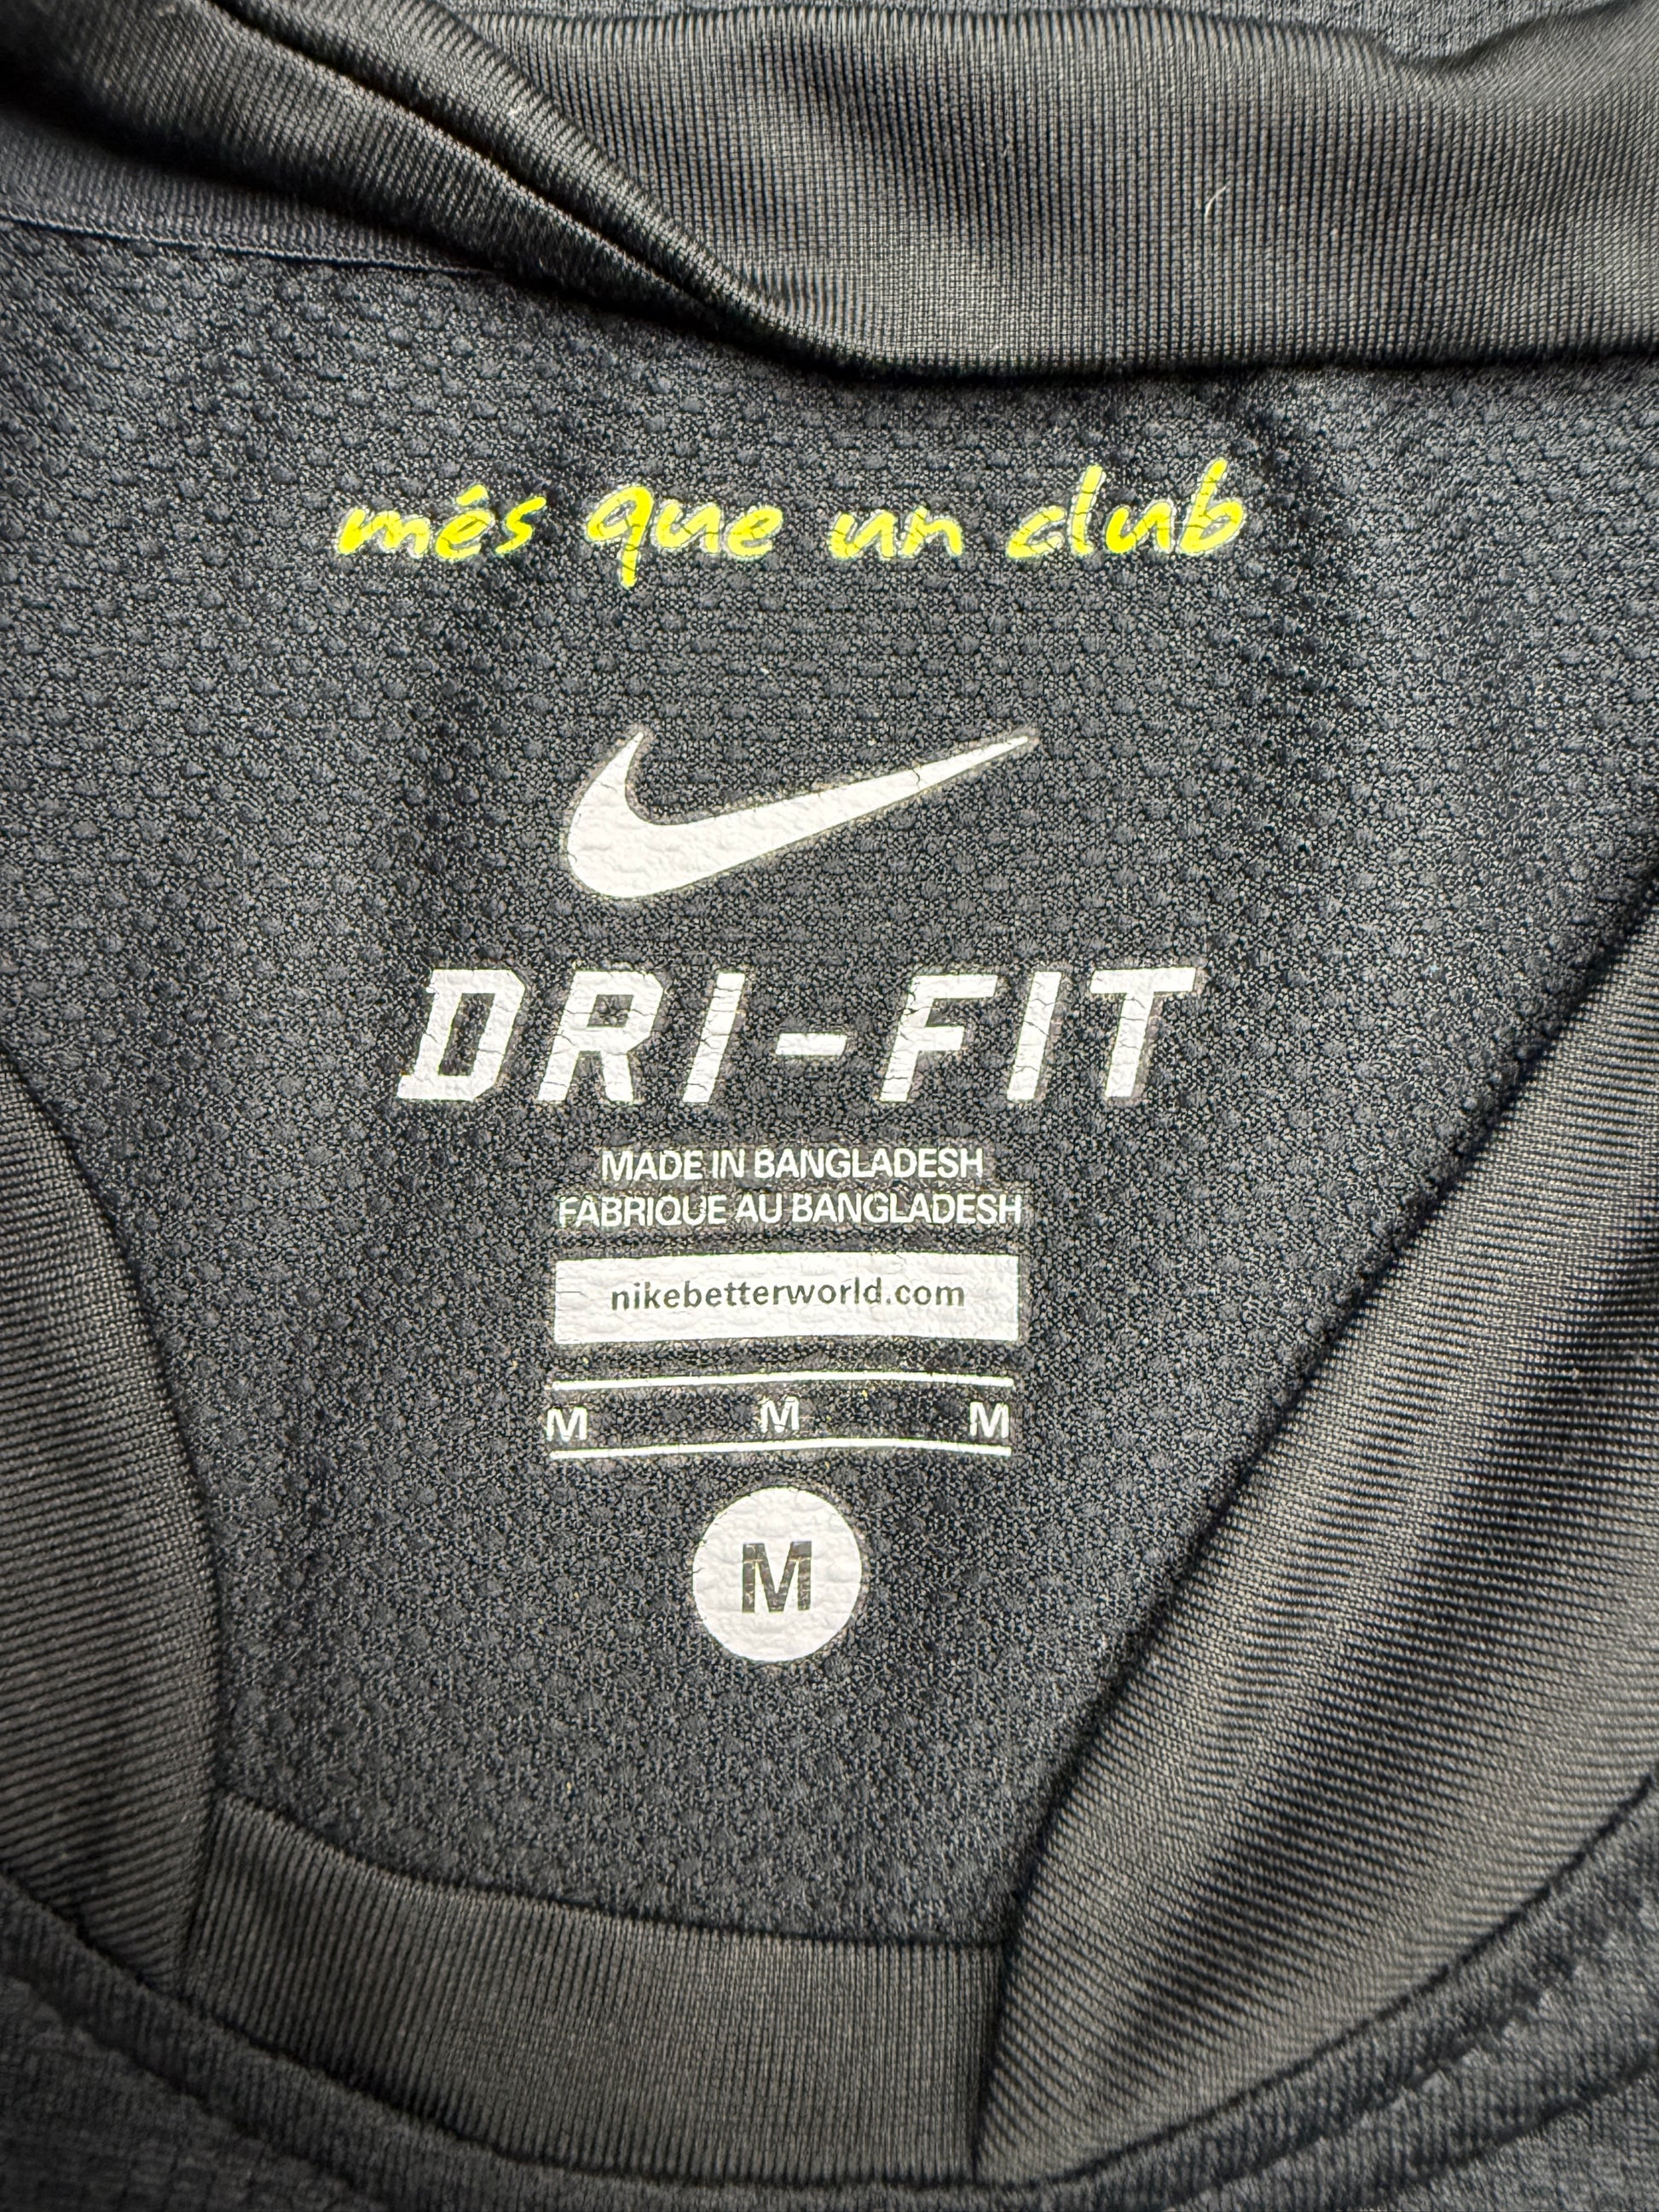 més que un club
DRI-FIT
MADE IN BANGLADESH
FABRIQUE AU BANGLADESH
nikebetterworld.com
M M M
M